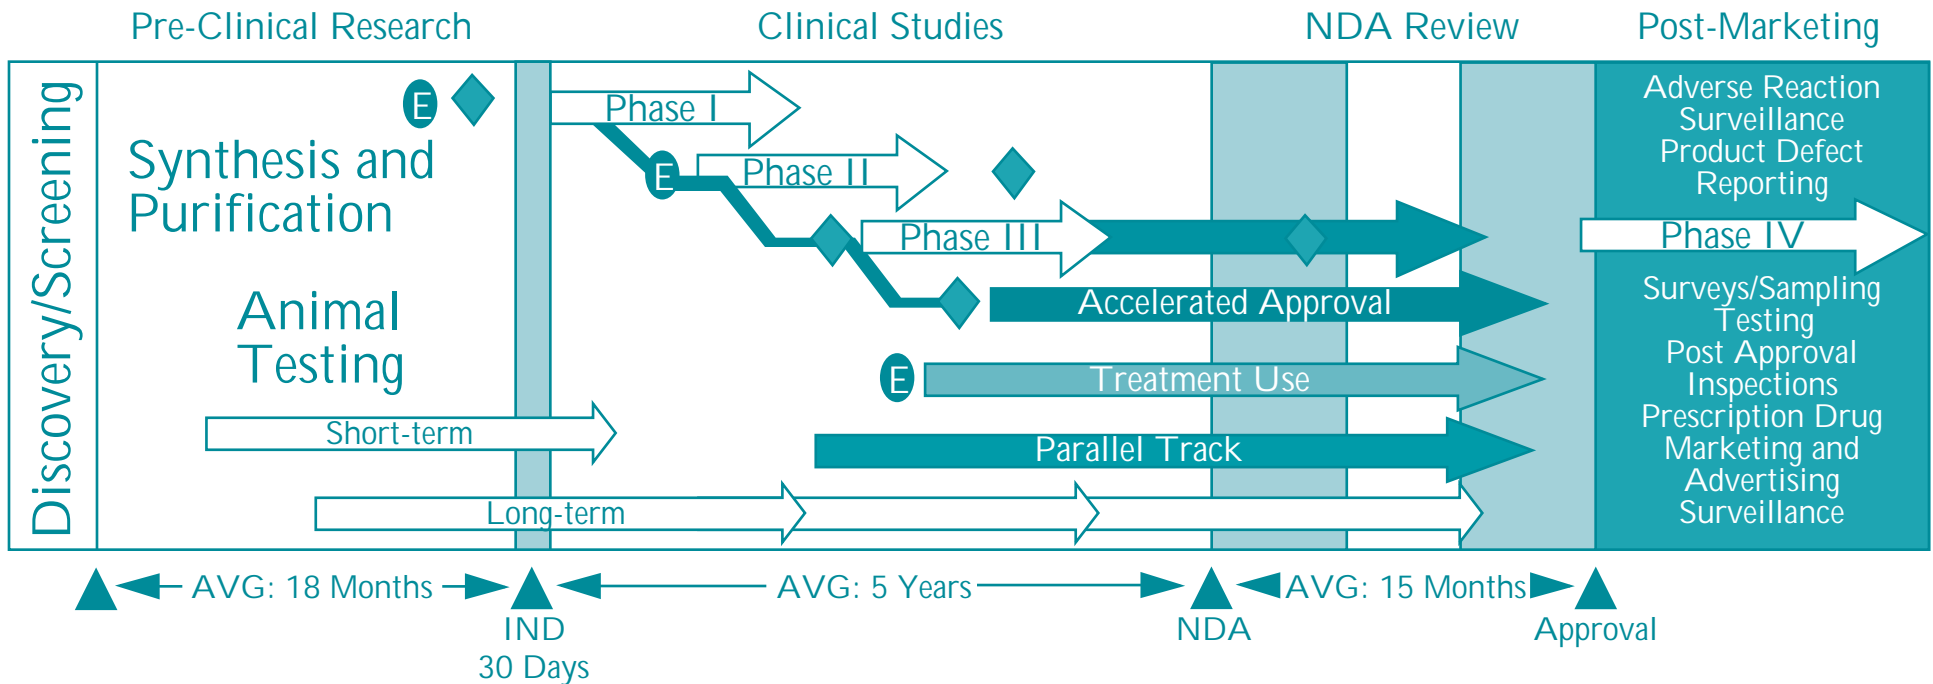 Pre-Clinical Research
Clinical Studies
NDA Review
Post-Marketing
Discovery/Screening
E
Synthesis and
Purification
Animal
Testing
Short-term
Long-term
Phase I
E
Phase II
Phase III
Accelerated Approval
E
Treatment Use
Parallel Track
Adverse Reaction
Surveillance
Product Defect
Reporting
Phase IV
Surveys/Sampling
Testing
Post Approval
Inspections
Prescription Drug
Marketing and
Advertising
Surveillance
AVG: 18 Months
IND
30 Days
AVG: 5 Years
NDA
AVG: 15 Months
Approval